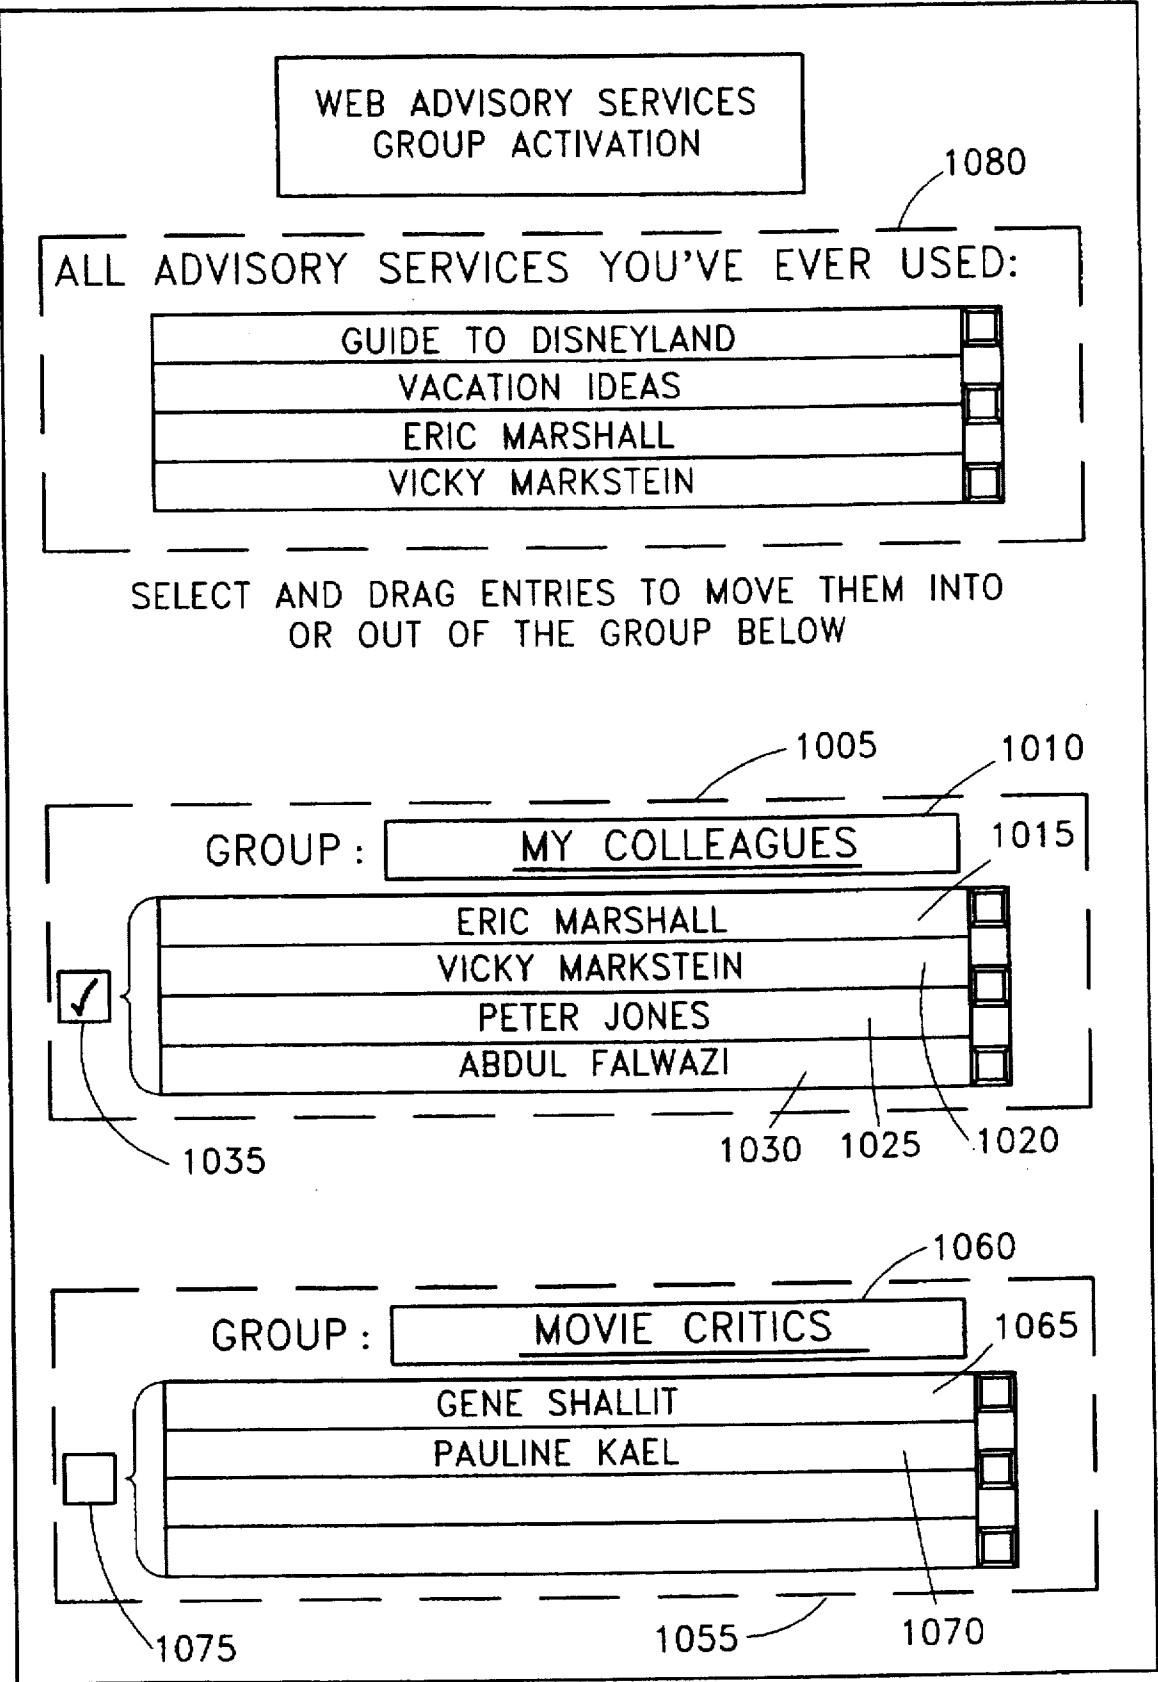 WEB ADVISORY SERVICES
GROUP ACTIVATION
1080
ALL ADVISORY SERVICES YOU'VE EVER USED:
GUIDE TO DISNEYLAND
VACATION IDEAS
ERIC MARSHALL
VICKY MARKSTEIN
SELECT AND DRAG ENTRIES TO MOVE THEM INTO
OR OUT OF THE GROUP BELOW
1005
1010
GROUP: MY COLLEAGUES
1015
ERIC MARSHALL
VICKY MARKSTEIN
PETER JONES
ABDUL FALWAZI
1035
1030
1025
1020
1060
GROUP: MOVIE CRITICS
1065
GENE SHALLIT
PAULINE KAEL
1075
1055
1070